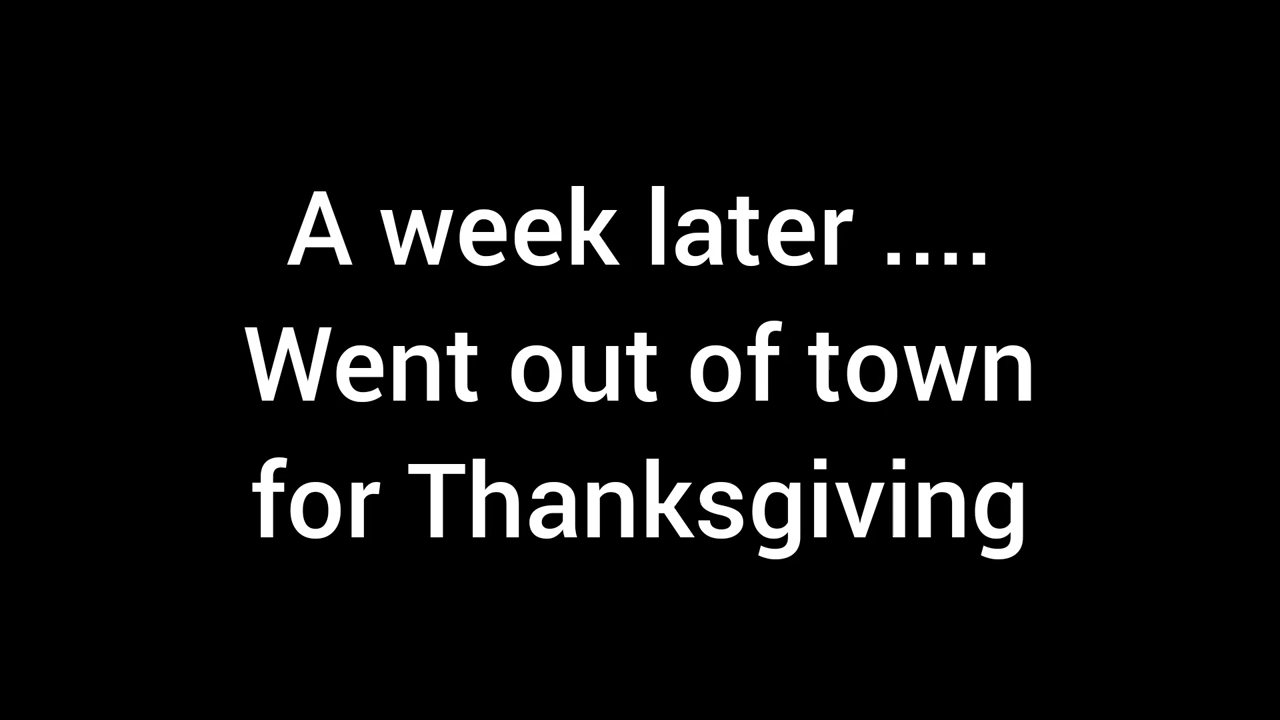 A week later ....
Went out of town
for Thanksgiving